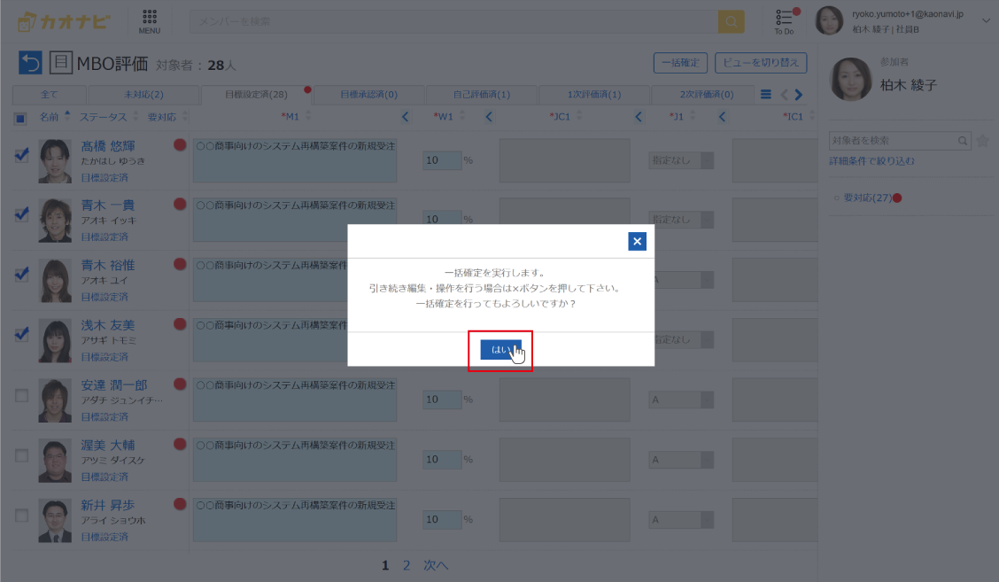 カオナビ
MENU
メンバーを検索
To Do
ryoko.yumoto+1@kaonavi.jp
柏木 綾子 | 社員B
MBO評価 対象者：28人
一括確定
ビューを切り替え
全て
未対応(2)
目標設定済(28)
目標承認済(0)
自己評価済(1)
1次評価済(1)
2次評価済(0)
名前 ステータス 要対応 *M1 *W1 *JC1 *J1 *IC1
髙橋 悠輝
たかはし ゆうき
目標設定済
〇〇商事向けのシステム再構築案件の新規受注
10 %
指定なし
青木 一貴
アオキ イッキ
目標設定済
〇〇商事向けのシステム再構築案件の新規受注
10 %
指定なし
青木 裕惟
アオキ ユイ
目標設定済
〇〇商事向けのシステム再構築案件
A
浅木 友美
アサギ トモミ
目標設定済
〇〇商事向けのシステム再構築案件
指定なし
安達 潤一郎
アダチ ジュンイチ…
目標設定済
〇〇商事向けのシステム再構築案件の新規受注
10 %
A
渥美 大輔
アツミ ダイスケ
目標設定済
〇〇商事向けのシステム再構築案件の新規受注
10 %
A
新井 昇歩
アライ ショウホ
目標設定済
〇〇商事向けのシステム再構築案件の新規受注
10 %
A
1 2 次へ
一括確定を実行します。
引き続き編集・操作を行う場合は×ボタンを押して下さい。
一括確定を行ってもよろしいですか？
はい
参加者
柏木 綾子
対象者を検索
詳細条件で絞り込む
要対応(27)